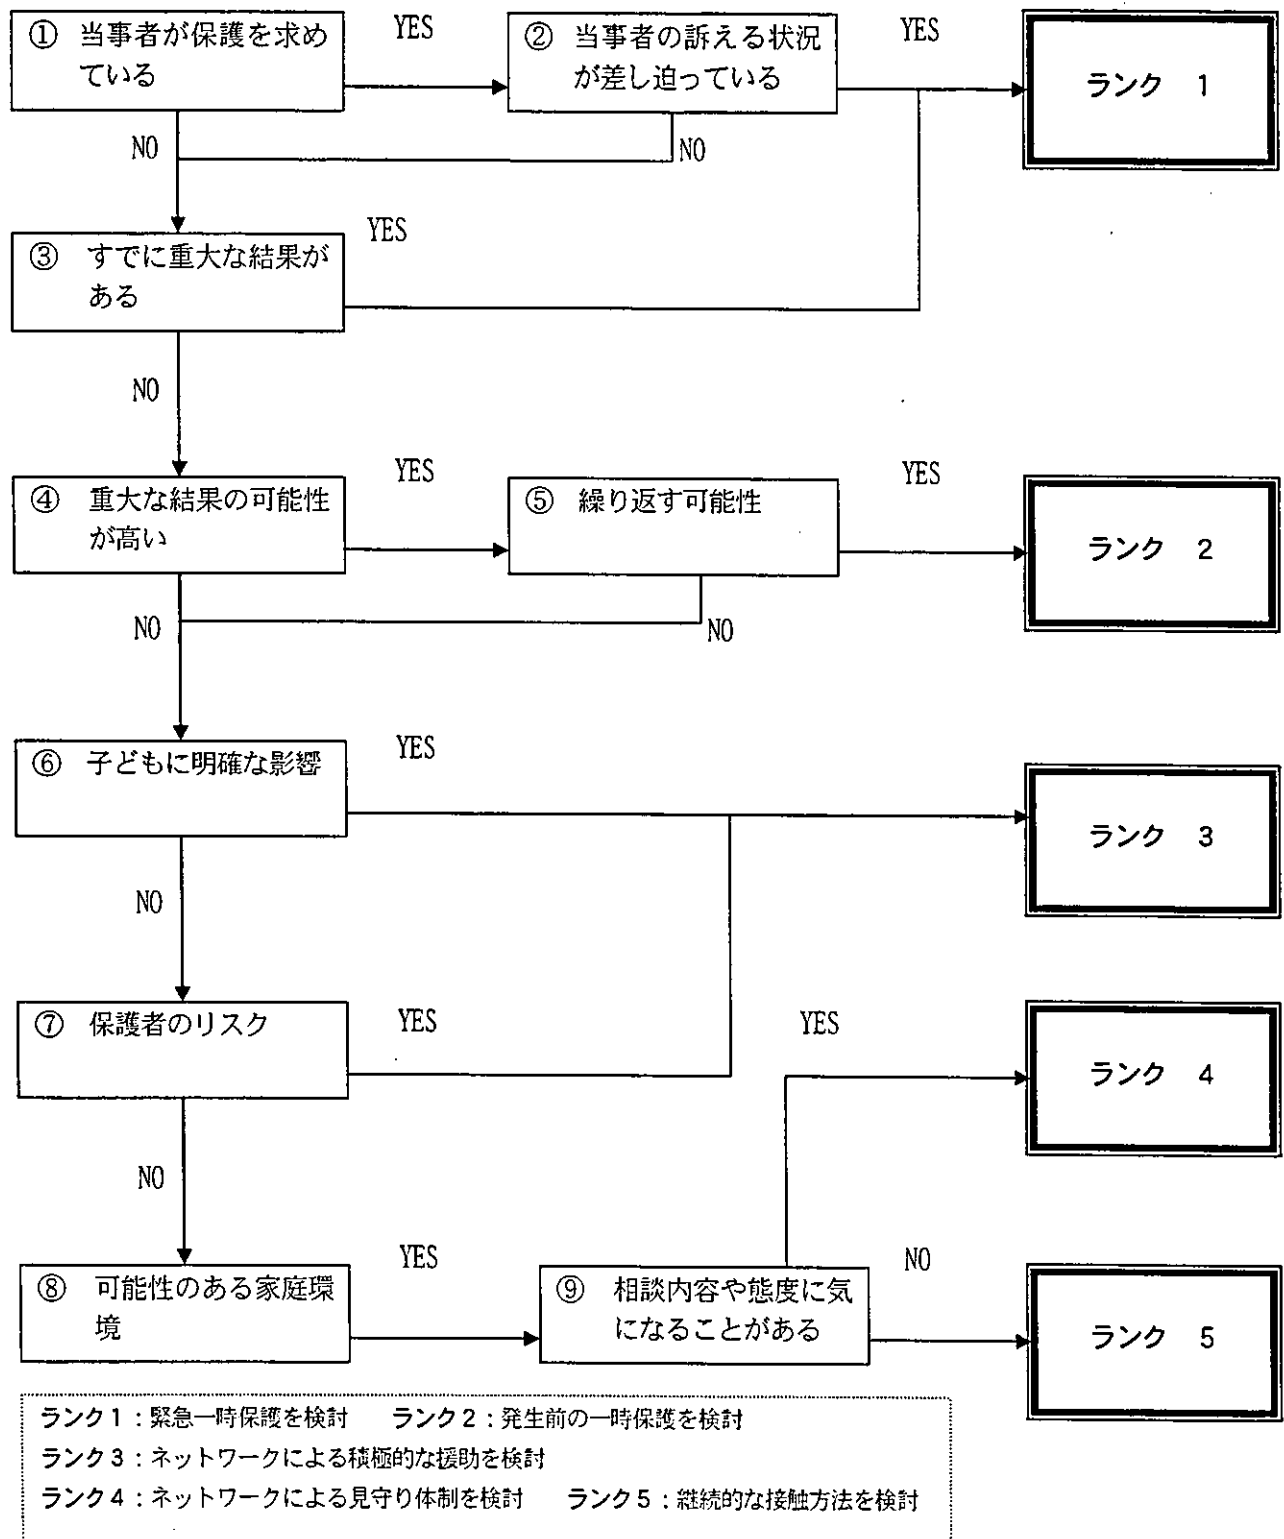 ① 当事者が保護を求め
ている
YES
② 当事者の訴える状況
が差し迫っている
YES
ランク 1
NO
NO
③ すでに重大な結果が
ある
YES
NO
④ 重大な結果の可能性
が高い
YES
⑤ 繰り返す可能性
YES
ランク 2
NO
NO
⑥ 子どもに明確な影響
YES
ランク 3
NO
⑦ 保護者のリスク
YES
YES
ランク 4
NO
⑧ 可能性のある家庭環
境
YES
⑨ 相談内容や態度に気
になることがある
NO
ランク 5
ランク1:緊急一時保護を検討 ランク2:発生前の一時保護を検討
ランク3:ネットワークによる積極的な援助を検討
ランク4:ネットワークによる見守り体制を検討 ランク5:継続的な接触方法を検討